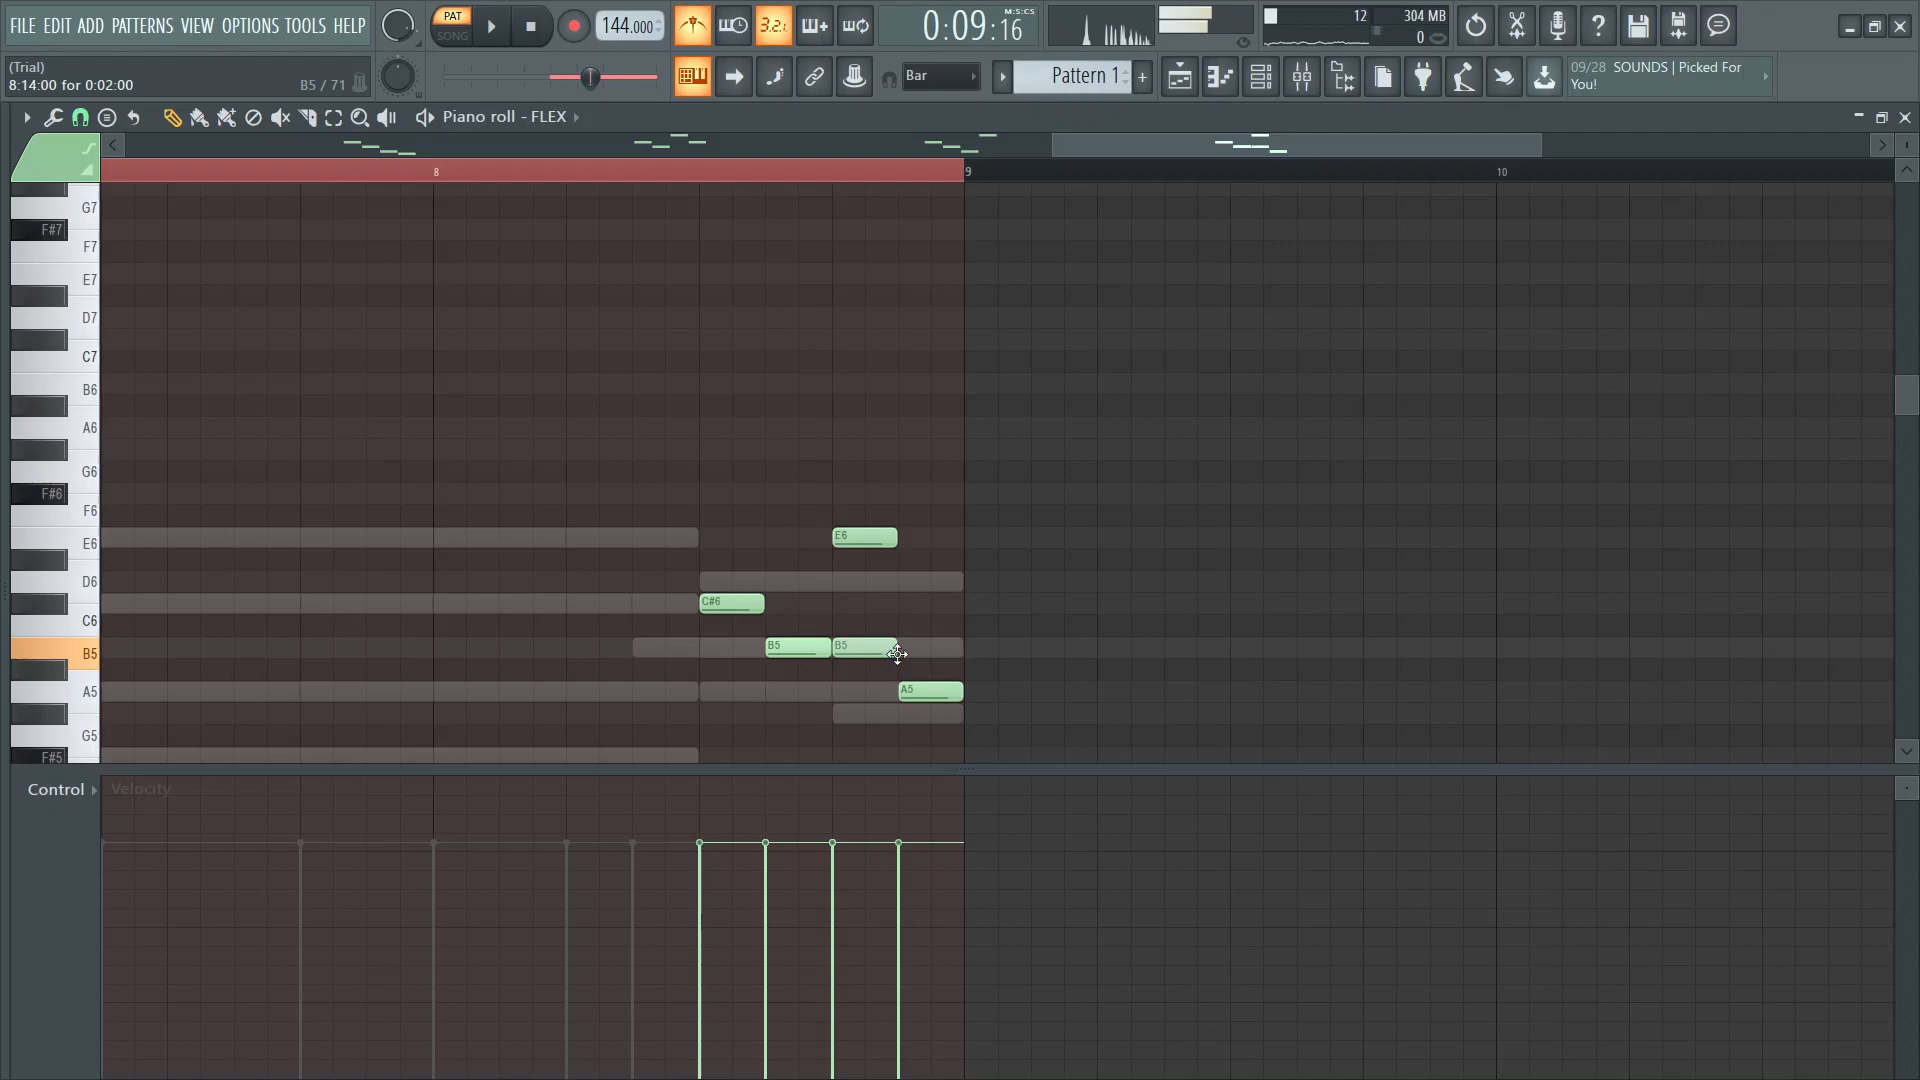 FILE EDIT ADD PATTERNS VIEW OPTIONS TOOLS HELP
PAT
SONG
144.000
3.2.
0:09:16
M:S:CS
12
304 MB
0
(Trial)
8:14:00 for 0:02:00
B5 / 71
Bar
Pattern 1
+
09/28 SOUNDS | Picked For
You!
Piano roll - FLEX
8
9
10
G7
F#7
F7
E7
D7
C7
B6
A6
G6
F#6
F6
E6
D6
C6
B5
A5
G5
F#5
E6
C#6
B5
B5
A5
Control
Velocity